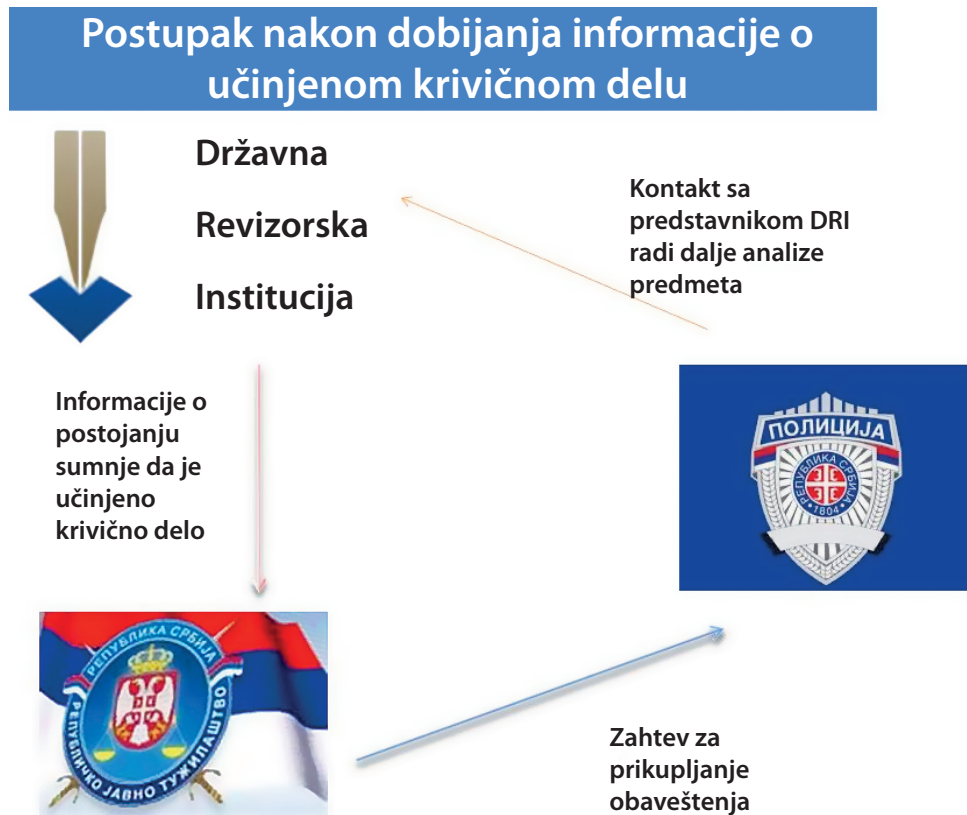 Postupak nakon dobijanja informacije o
učinjenom krivičnom delu
Državna
Revizorska
Institucija
Kontakt sa
predstavnikom DRI
radi dalje analize
predmeta
Informacije o
postojanju
sumnje da je
učinjeno
krivično delo
ПОЛИЦИЈА
РЕПУБЛИКА СРБИЈА
1804
РЕПУБЛИКА СРБИЈА
РЕПУБЛИЧКО ЈАВНО ТУЖИЛАШТВО
Zahtev za
prikupljanje
obaveštenja